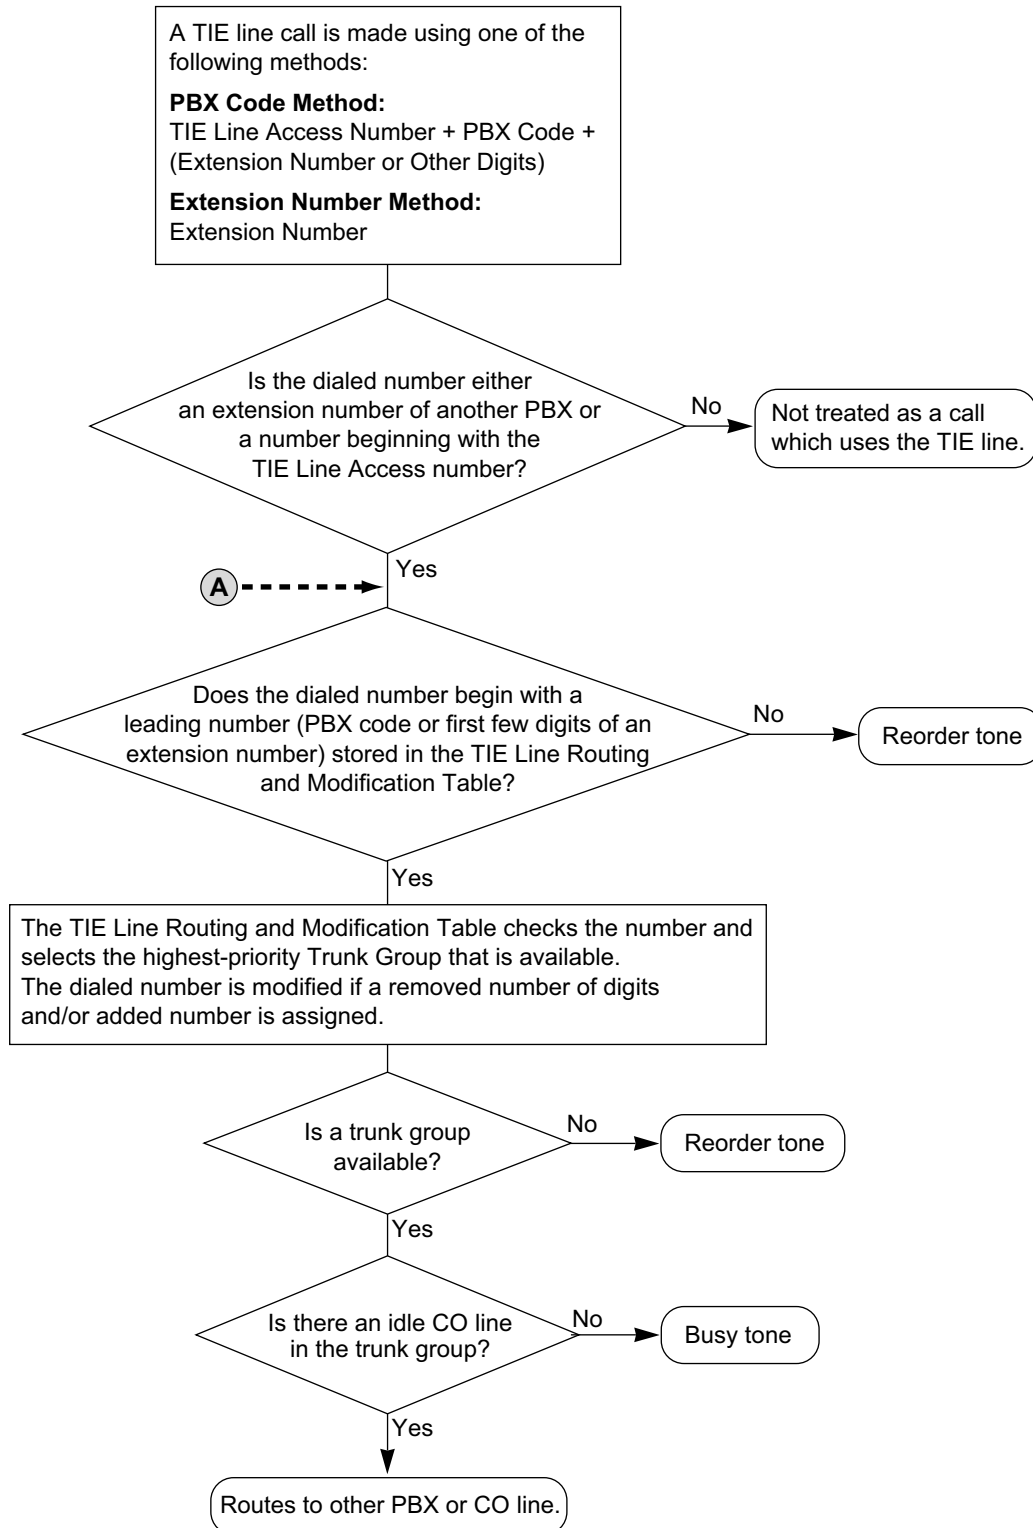 A TIE line call is made using one of the
following methods:
PBX Code Method:
TIE Line Access Number + PBX Code +
(Extension Number or Other Digits)
Extension Number Method:
Extension Number
Is the dialed number either
an extension number of another PBX or
a number beginning with the
TIE Line Access number?
No
Not treated as a call
which uses the TIE line.
Yes
A
Does the dialed number begin with a
leading number (PBX code or first few digits of an
extension number) stored in the TIE Line Routing
and Modification Table?
No
Reorder tone
Yes
The TIE Line Routing and Modification Table checks the number and
selects the highest-priority Trunk Group that is available.
The dialed number is modified if a removed number of digits
and/or added number is assigned.
Is a trunk group
available?
No
Reorder tone
Yes
Is there an idle CO line
in the trunk group?
No
Busy tone
Yes
Routes to other PBX or CO line.